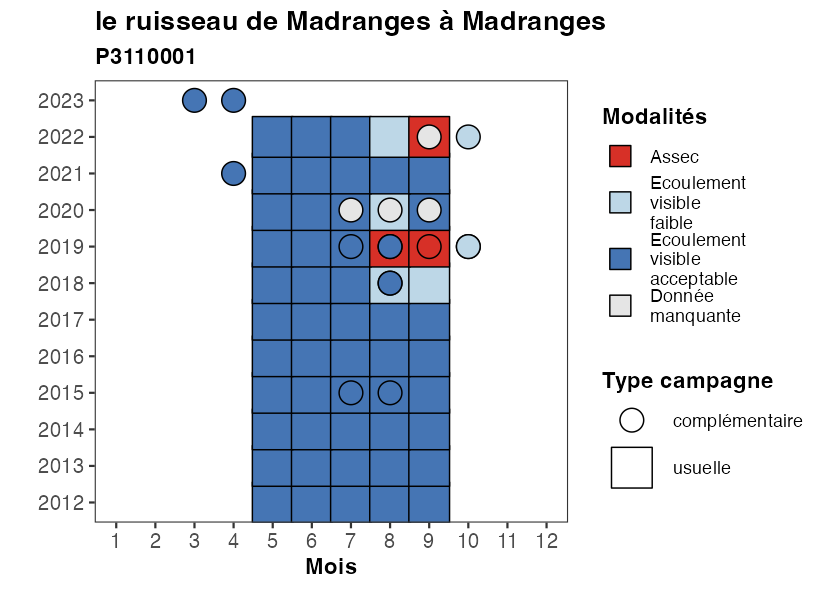 le ruisseau de Madranges à Madranges
P3110001
2023
2022
2021
2020
2019
2018
2017
2016
2015
2014
2013
2012
1 2 3 4 5 6 7 8 9 10 11 12
Mois
Modalités
Assec
Ecoulement
visible
faible
Ecoulement
visible
acceptable
Donnée
manquante
Type campagne
complémentaire
usuelle